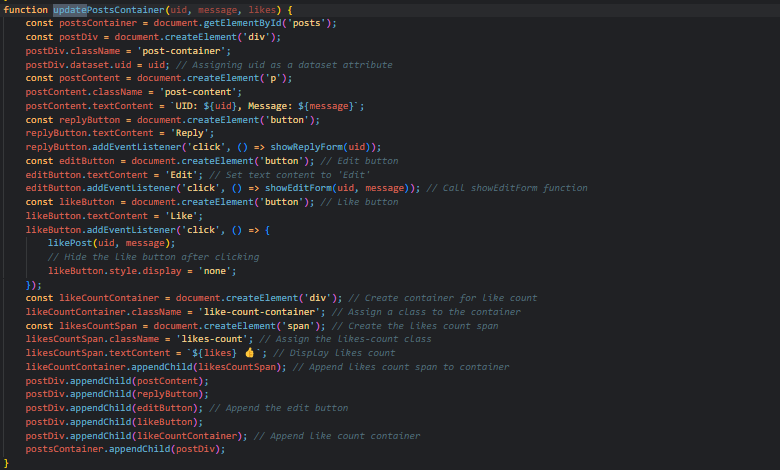 function updatePostsContainer(uid, message, likes) {
const postsContainer = document.getElementById('posts');
const postDiv = document.createElement('div');
postDiv.className = 'post-container';
postDiv.dataset.uid = uid; // Assigning uid as a dataset attribute
const postContent = document.createElement('p');
postContent.className = 'post-content';
postContent.textContent = `UID: ${uid}, Message: ${message}`;
const replyButton = document.createElement('button');
replyButton.textContent = 'Reply';
replyButton.addEventListener('click', () => showReplyForm(uid));
const editButton = document.createElement('button'); // Edit button
editButton.textContent = 'Edit'; // Set text content to 'Edit'
editButton.addEventListener('click', () => showEditForm(uid, message)); // Call showEditForm function
const likeButton = document.createElement('button'); // Like button
likeButton.textContent = 'Like';
likeButton.addEventListener('click', () => {
likePost(uid, message);
// Hide the like button after clicking
likeButton.style.display = 'none';
});
const likeCountContainer = document.createElement('div'); // Create container for like count
likeCountContainer.className = 'like-count-container'; // Assign a class to the container
const likesCountSpan = document.createElement('span'); // Create the likes count span
likesCountSpan.className = 'likes-count'; // Assign the likes-count class
likesCountSpan.textContent = `${likes} 👍`; // Display likes count
likeCountContainer.appendChild(likesCountSpan); // Append likes count span to container
postDiv.appendChild(postContent);
postDiv.appendChild(replyButton);
postDiv.appendChild(editButton); // Append the edit button
postDiv.appendChild(likeButton);
postDiv.appendChild(likeCountContainer); // Append like count container
postsContainer.appendChild(postDiv);
}